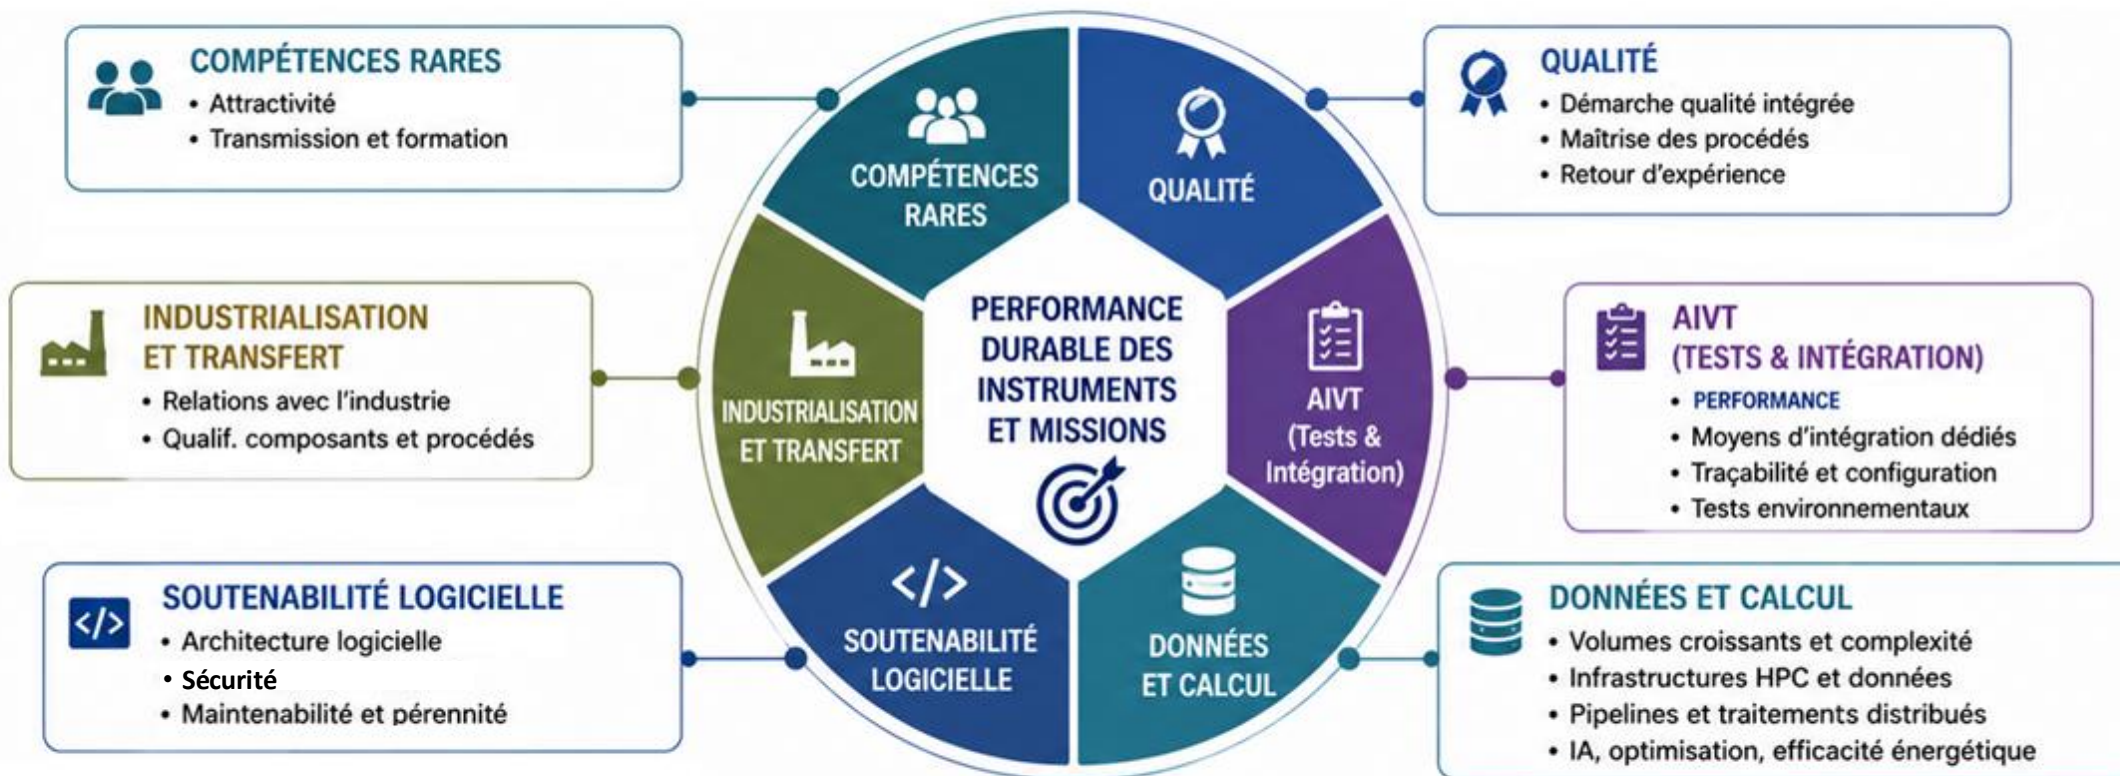 COMPÉTENCES RARES
• Attractivité
• Transmission et formation
INDUSTRIALISATION
ET TRANSFERT
• Relations avec l'industrie
• Qualif. composants et procédés
SOUTENABILITÉ LOGICIELLE
</>
• Architecture logicielle
• Sécurité
• Maintenabilité et pérennité
COMPÉTENCES
RARES
QUALITÉ
INDUSTRIALISATION
ET TRANSFERT
PERFORMANCE
DURABLE DES
INSTRUMENTS
ET MISSIONS
AIVT
(Tests &
Intégration)
</>
SOUTENABILITÉ
LOGICIELLE
DONNÉES
ET CALCUL
QUALITÉ
• Démarche qualité intégrée
• Maîtrise des procédés
• Retour d'expérience
AIVT
(TESTS & INTÉGRATION)
• PERFORMANCE
• Moyens d'intégration dédiés
• Traçabilité et configuration
• Tests environnementaux
DONNÉES ET CALCUL
• Volumes croissants et complexité
• Infrastructures HPC et données
• Pipelines et traitements distribués
• IA, optimisation, efficacité énergétique